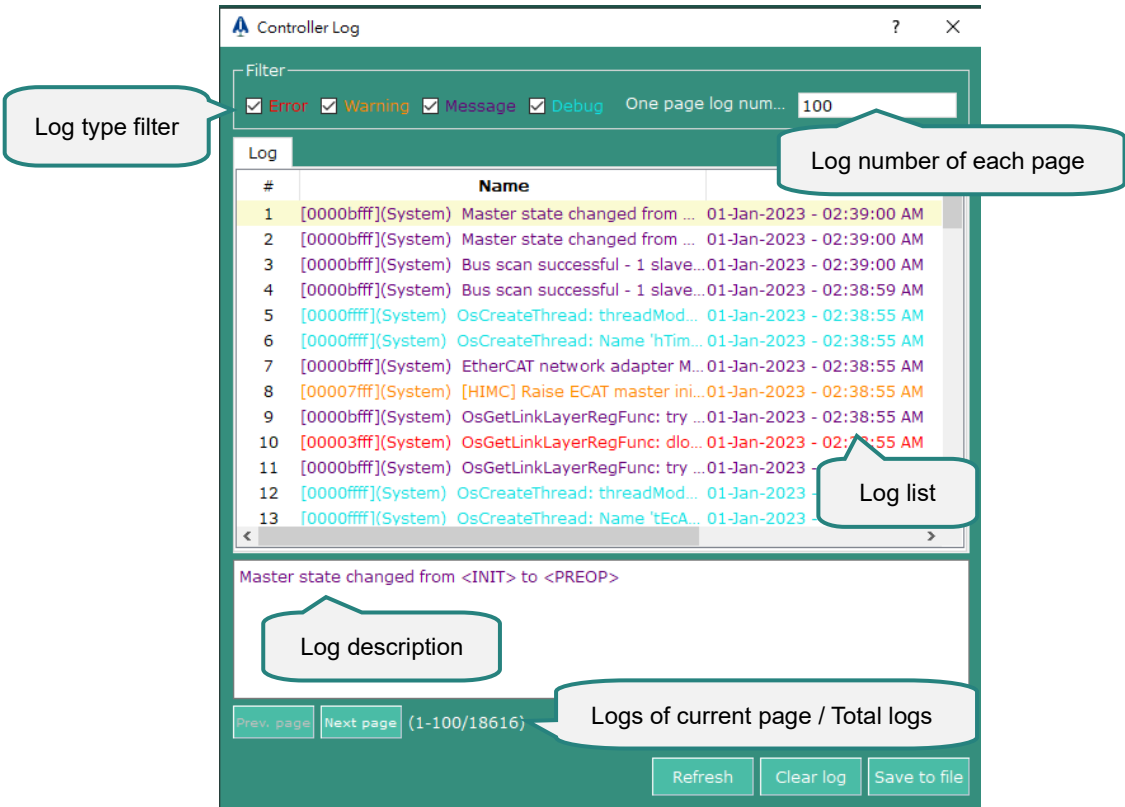 Controller Log ? ×
Filter
Error Warning Message Debug One page log num... 100
Log type filter
Log number of each page
Log
# Name
1 [0000bfff](System) Master state changed from ... 01-Jan-2023 - 02:39:00 AM
2 [0000bfff](System) Master state changed from ... 01-Jan-2023 - 02:39:00 AM
3 [0000bfff](System) Bus scan successful - 1 slave... 01-Jan-2023 - 02:39:00 AM
4 [0000bfff](System) Bus scan successful - 1 slave... 01-Jan-2023 - 02:38:59 AM
5 [0000ffff](System) OsCreateThread: threadMod... 01-Jan-2023 - 02:38:55 AM
6 [0000ffff](System) OsCreateThread: Name 'hTim... 01-Jan-2023 - 02:38:55 AM
7 [0000bfff](System) EtherCAT network adapter M... 01-Jan-2023 - 02:38:55 AM
8 [00007fff](System) [HIMC] Raise ECAT master ini... 01-Jan-2023 - 02:38:55 AM
9 [0000bfff](System) OsGetLinkLayerRegFunc: try ... 01-Jan-2023 - 02:38:55 AM
10 [00003fff](System) OsGetLinkLayerRegFunc: dlo... 01-Jan-2023 - 02:38:55 AM
11 [0000bfff](System) OsGetLinkLayerRegFunc: try ... 01-Jan-2023 -
12 [0000ffff](System) OsCreateThread: threadMod... 01-Jan-2023 -
13 [0000ffff](System) OsCreateThread: Name 'tEcA... 01-Jan-2023 -
Log list
Master state changed from <INIT> to <PREOP>
Log description
Logs of current page / Total logs
Prev. page Next page (1-100/18616)
Refresh Clear log Save to file